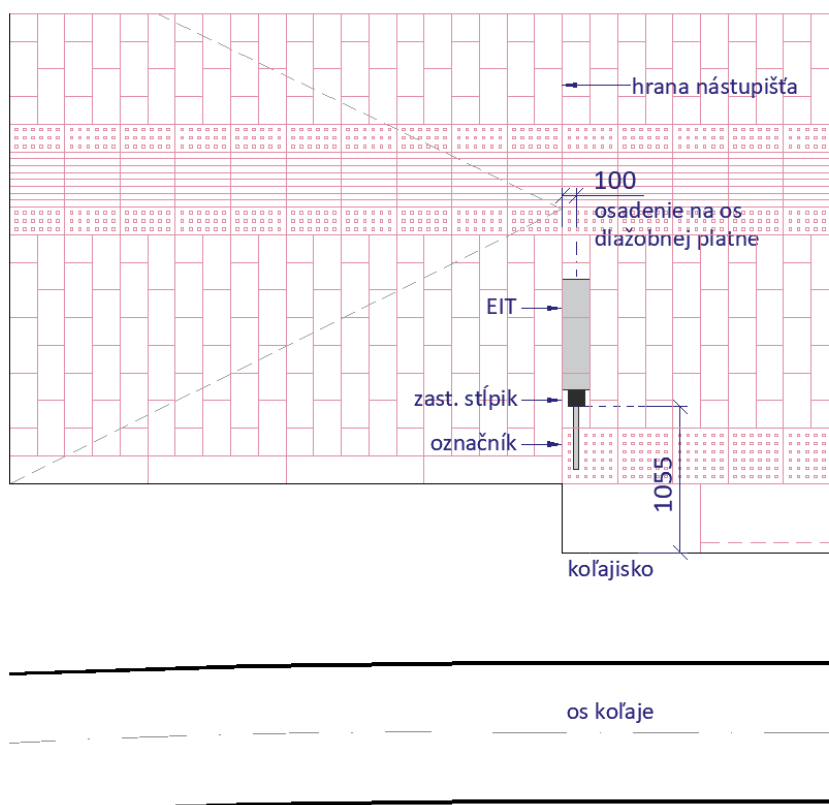 hrana nástupišťa
100
osadenie na os
dlažobnej platne
EIT
zast. stĺpik
označník
1055
koľajisko
os koľaje